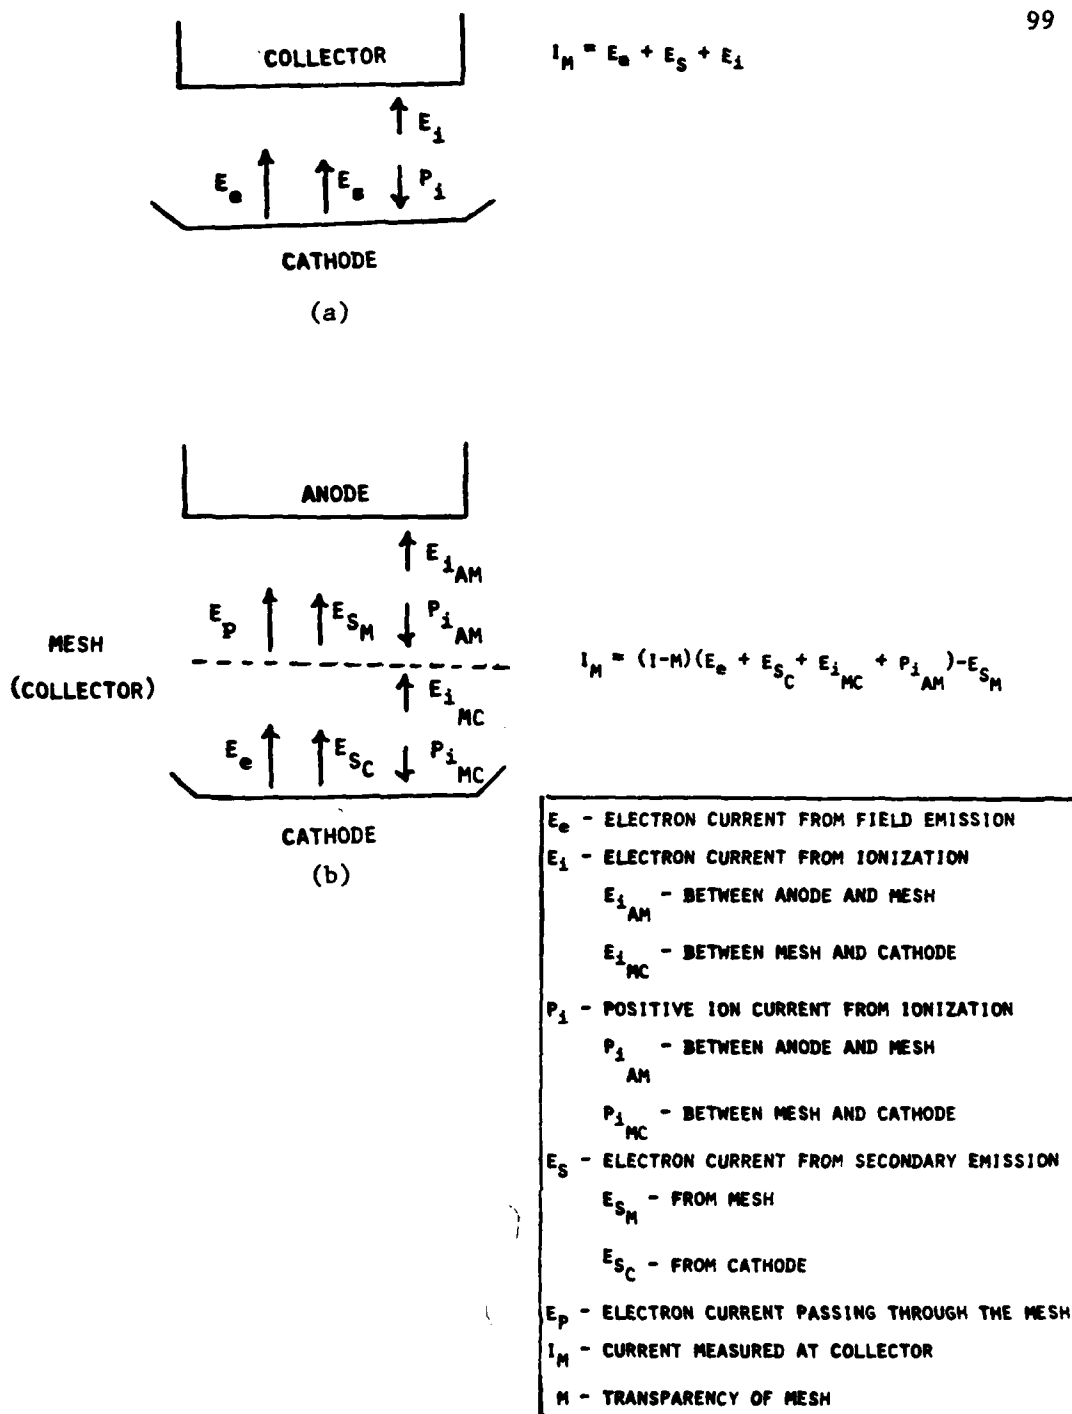 99
COLLECTOR
I_M = E_e + E_S + E_i
E_i
E_e E_s P_i
CATHODE
(a)
ANODE
E_i_AM
E_p E_S_M P_i_AM
MESH
(COLLECTOR)
I_M = (I-M)(E_e + E_S_C + E_i_MC + P_i_AM)-E_S_M
E_i_MC
E_e E_S_C P_i_MC
CATHODE
(b)
E_e - ELECTRON CURRENT FROM FIELD EMISSION
E_i - ELECTRON CURRENT FROM IONIZATION
E_i_AM - BETWEEN ANODE AND MESH
E_i_MC - BETWEEN MESH AND CATHODE
P_i - POSITIVE ION CURRENT FROM IONIZATION
P_i_AM - BETWEEN ANODE AND MESH
P_i_MC - BETWEEN MESH AND CATHODE
E_S - ELECTRON CURRENT FROM SECONDARY EMISSION
E_S_M - FROM MESH
E_S_C - FROM CATHODE
E_P - ELECTRON CURRENT PASSING THROUGH THE MESH
I_M - CURRENT MEASURED AT COLLECTOR
M - TRANSPARENCY OF MESH